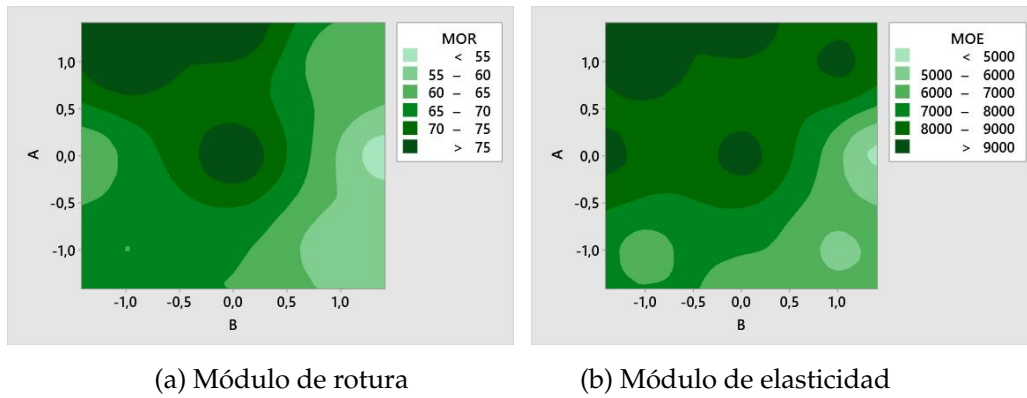 MOR
< 55
55 – 60
60 – 65
65 – 70
70 – 75
> 75
A
1,0
0,5
0,0
-0,5
-1,0
-1,0 -0,5 0,0 0,5 1,0
B
MOE
< 5000
5000 – 6000
6000 – 7000
7000 – 8000
8000 – 9000
> 9000
A
1,0
0,5
0,0
-0,5
-1,0
-1,0 -0,5 0,0 0,5 1,0
B
(a) Módulo de rotura
(b) Módulo de elasticidad